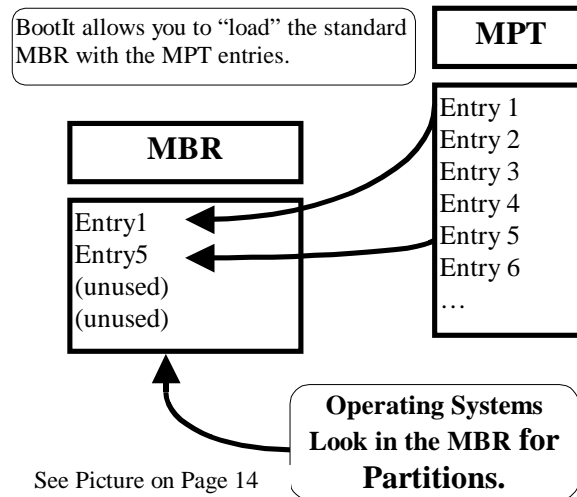 BootIt allows you to “load” the standard
MBR with the MPT entries.
MPT
Entry 1
Entry 2
Entry 3
Entry 4
Entry 5
Entry 6
…
MBR
Entry1
Entry5
(unused)
(unused)
Operating Systems
Look in the MBR for
Partitions.
See Picture on Page 14